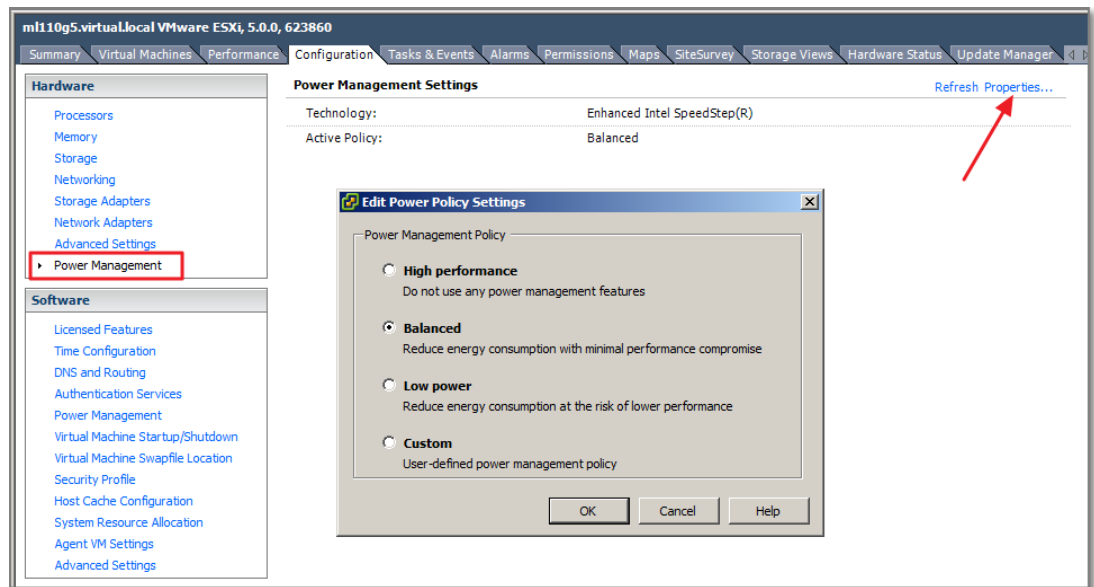 ml110g5.virtual.local VMware ESXi, 5.0.0, 623860
Summary Virtual Machines Performance Configuration Tasks & Events Alarms Permissions Maps SiteSurvey Storage Views Hardware Status Update Manager
Hardware
Processors
Memory
Storage
Networking
Storage Adapters
Network Adapters
Advanced Settings
Power Management
Software
Licensed Features
Time Configuration
DNS and Routing
Authentication Services
Power Management
Virtual Machine Startup/Shutdown
Virtual Machine Swapfile Location
Security Profile
Host Cache Configuration
System Resource Allocation
Agent VM Settings
Advanced Settings
Power Management Settings
Refresh Properties...
Technology: Enhanced Intel SpeedStep(R)
Active Policy: Balanced
Edit Power Policy Settings
Power Management Policy
High performance
Do not use any power management features
Balanced
Reduce energy consumption with minimal performance compromise
Low power
Reduce energy consumption at the risk of lower performance
Custom
User-defined power management policy
OK Cancel Help